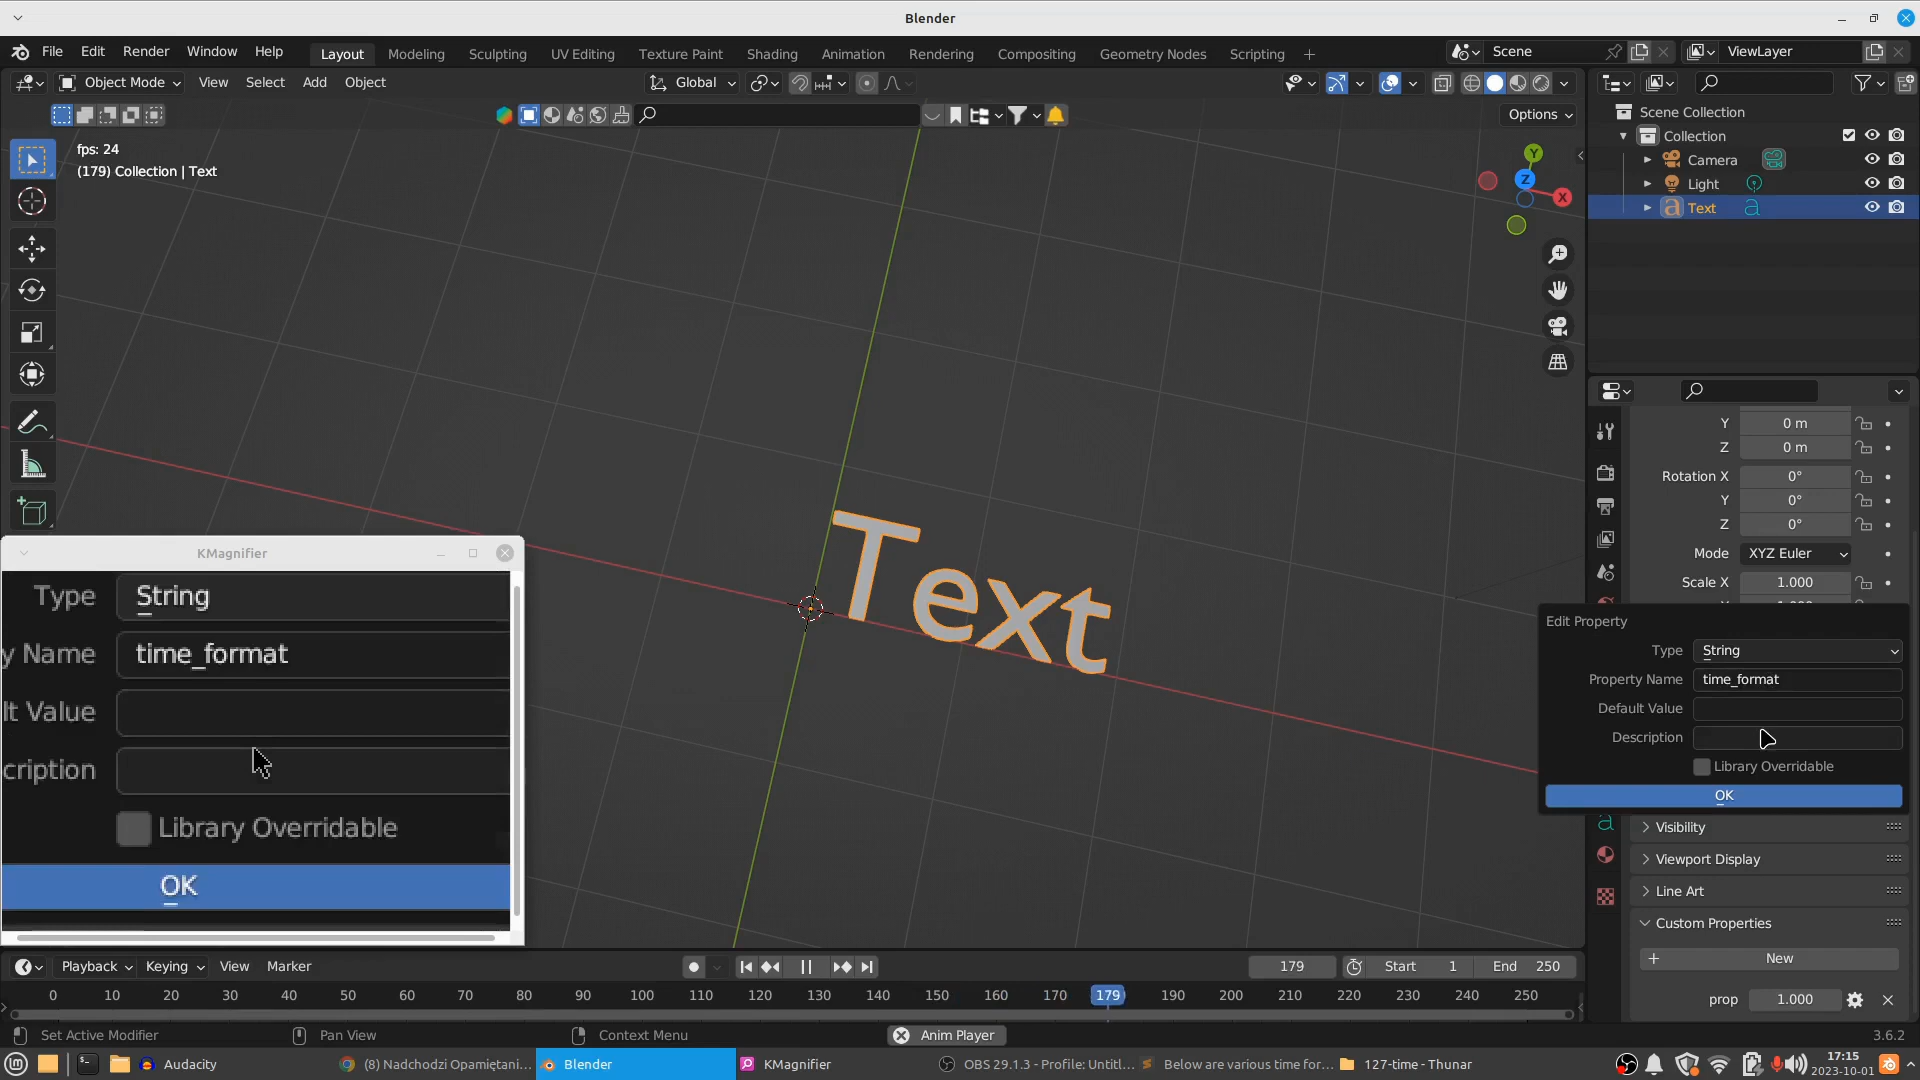 Blender
File Edit Render Window Help
Layout Modeling Sculpting UV Editing Texture Paint Shading Animation Rendering Compositing Geometry Nodes Scripting
Scene
ViewLayer
Object Mode View Select Add Object
Global
Options
fps: 24
(179) Collection | Text
Y
Z
X
Scene Collection
Collection
Camera
Light
Text
Text
Y 0 m
Z 0 m
Rotation X 0°
Y 0°
Z 0°
Mode XYZ Euler
Scale X 1.000
Edit Property
Type String
Property Name time_format
Default Value
Description
Library Overridable
OK
Visibility
Viewport Display
Line Art
Custom Properties
New
prop 1.000
KMagnifier
Type String
y Name time_format
lt Value
cription
Library Overridable
OK
Playback Keying View Marker
179 Start 1 End 250
0 10 20 30 40 50 60 70 80 90 100 110 120 130 140 150 160 170 179 190 200 210 220 230 240 250
Set Active Modifier Pan View Context Menu Anim Player 3.6.2
Audacity
(8) Nadchodzi Opamiętani...
Blender
KMagnifier
OBS 29.1.3 - Profile: Untitl...
Below are various time for...
127-time - Thunar
17:15
2023-10-01